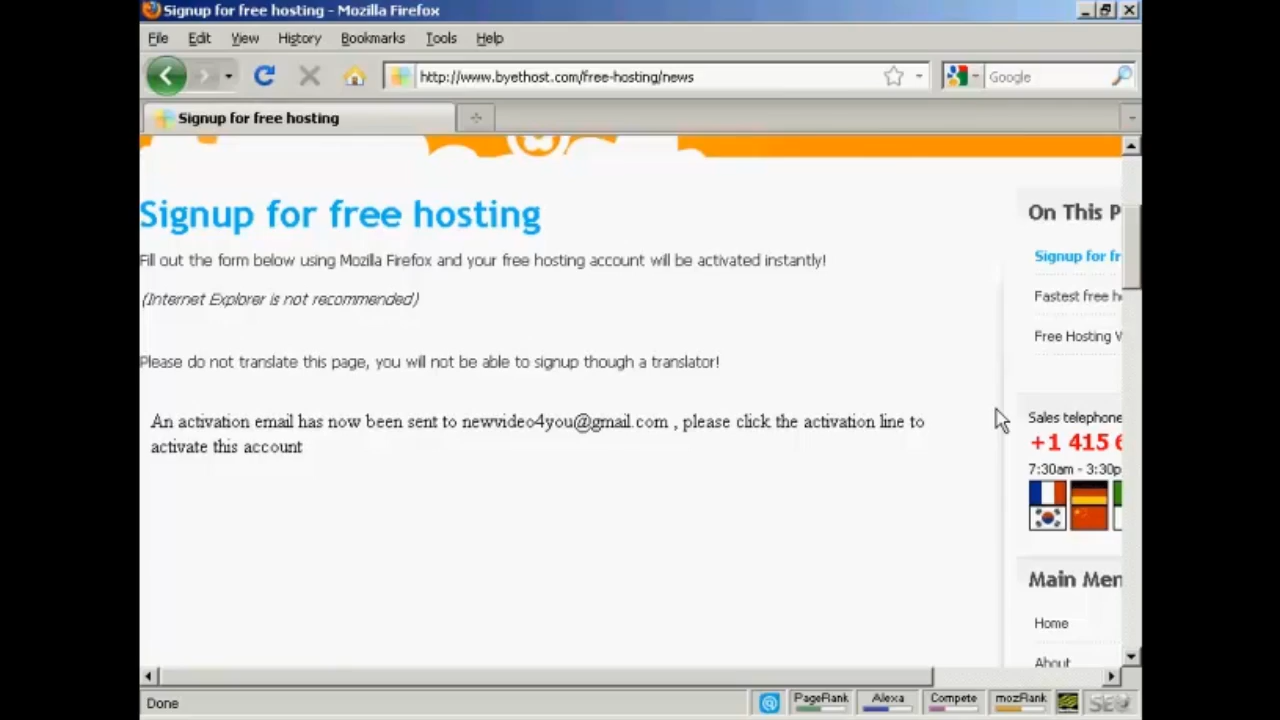 Signup for free hosting - Mozilla Firefox
File Edit View History Bookmarks Tools Help
http://www.byethost.com/free-hosting/news
Google
Signup for free hosting
Signup for free hosting
Fill out the form below using Mozilla Firefox and your free hosting account will be activated instantly!
(Internet Explorer is not recommended)
Please do not translate this page, you will not be able to signup though a translator!
An activation email has now been sent to newvideo4you@gmail.com , please click the activation line to
activate this account
On This P
Signup for fr
Fastest free h
Free Hosting V
Sales telephone
+1 415 6
7:30am - 3:30p
Main Men
Home
About
Done
PageRank
Alexa
Compete
mozRank
SEO